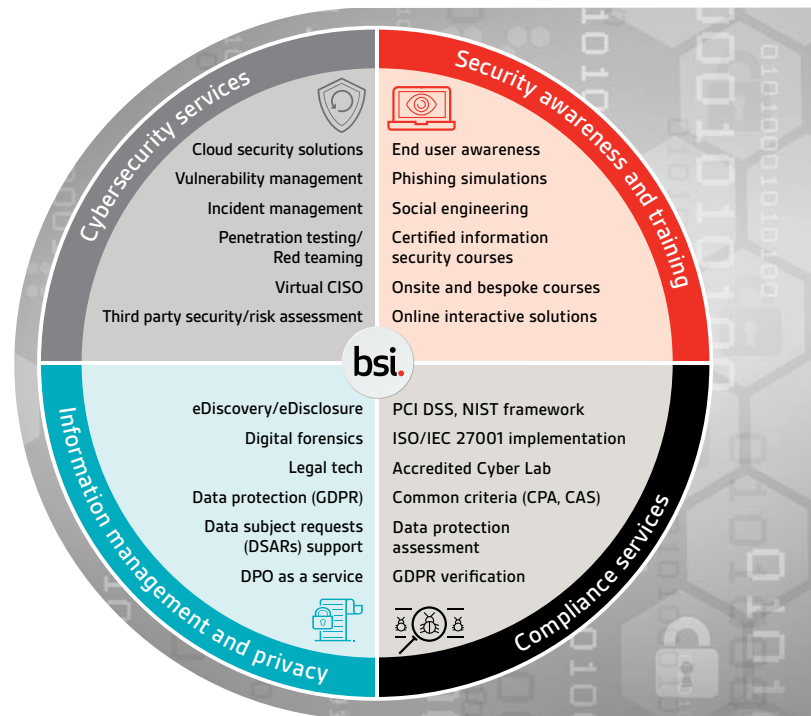 Cybersecurity services
Cloud security solutions
Vulnerability management
Incident management
Penetration testing/
Red teaming
Virtual CISO
Third party security/risk assessment
Security awareness and training
End user awareness
Phishing simulations
Social engineering
Certified information
security courses
Onsite and bespoke courses
Online interactive solutions
bsi.
Information management and privacy
eDiscovery/eDisclosure
Digital forensics
Legal tech
Data protection (GDPR)
Data subject requests
(DSARs) support
DPO as a service
Compliance services
PCI DSS, NIST framework
ISO/IEC 27001 implementation
Accredited Cyber Lab
Common criteria (CPA, CAS)
Data protection
assessment
GDPR verification